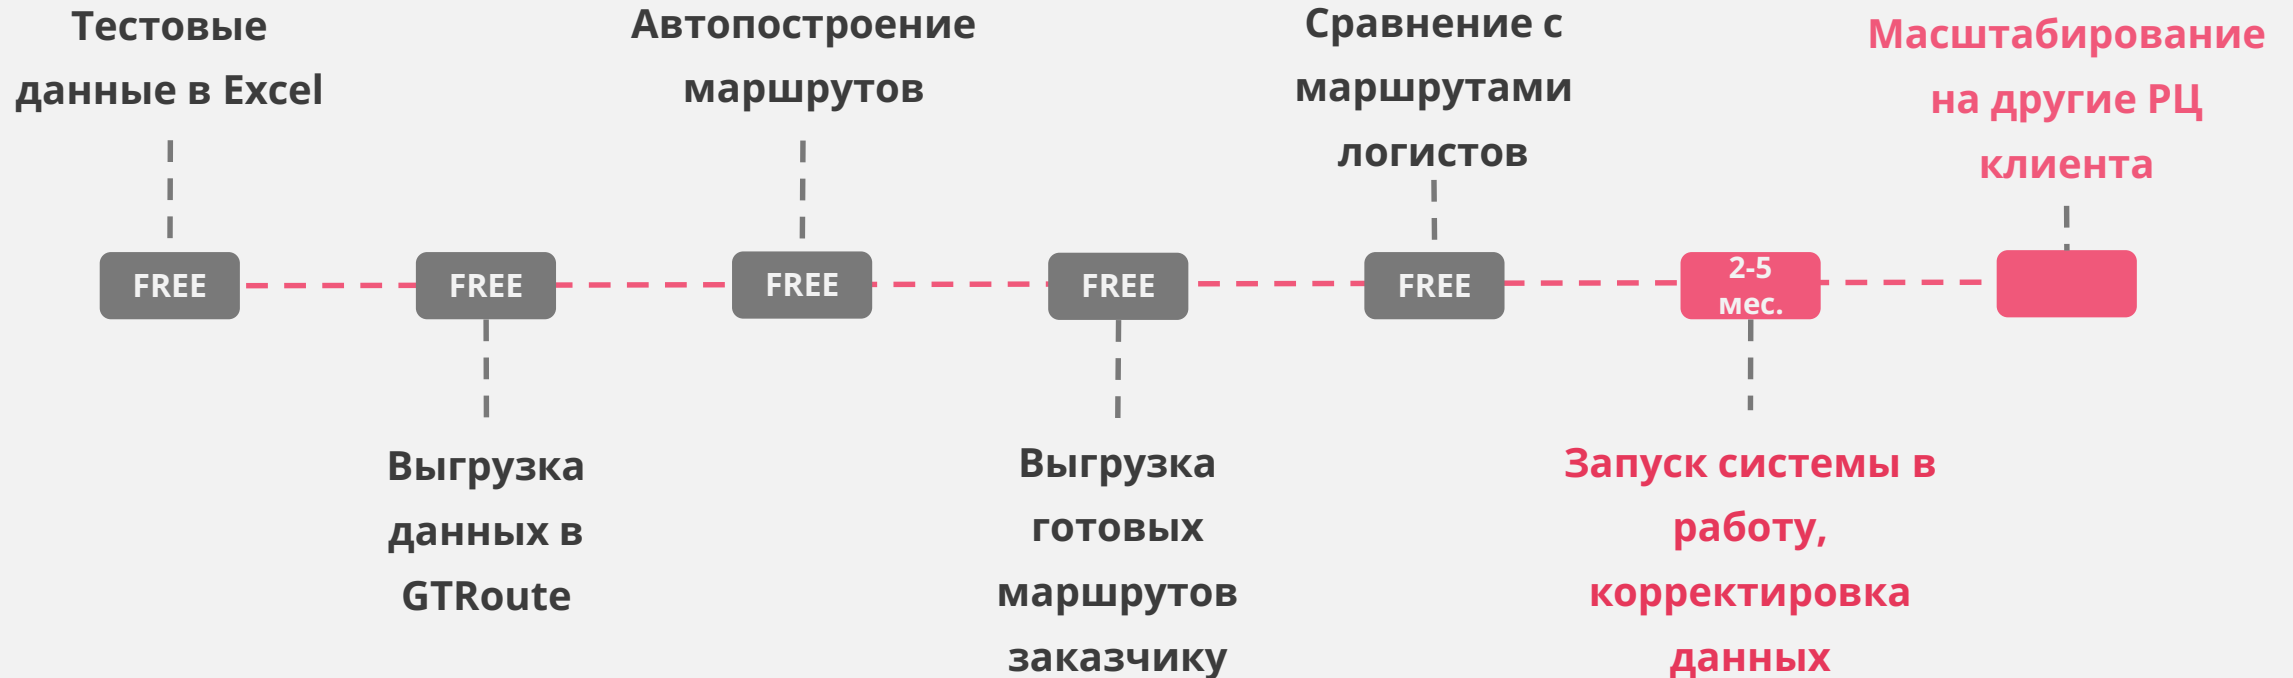 Тестовые
данные в Excel
FREE
Выгрузка
данных в
GTRoute
FREE
Автопостроение
маршрутов
FREE
Выгрузка
готовых
маршрутов
заказчику
FREE
Сравнение с
маршрутами
логистов
FREE
2-5
мес.
Запуск системы в
работу,
корректировка
данных
Масштабирование
на другие РЦ
клиента